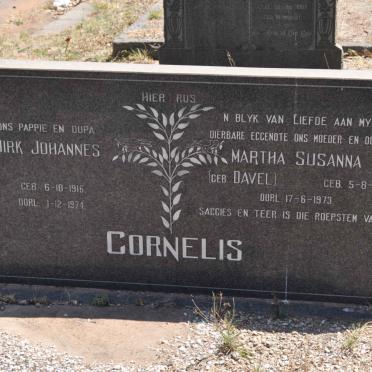 HIER RUS
ONS PAPPIE EN OUPA
DIRK JOHANNES
GEB. 6-10-1916
OORL. 1-12-1974
'N BLYK VAN LIEFDE AAN MY
DIERBARE EGGENOTE ONS MOEDER EN
MARTHA SUSANNA
(GEB DAVEL)
GEB. 5-8-
OORL. 17-6-1973
SAGGIES EN TEER IS DIE ROEPSTEM
CORNELIS